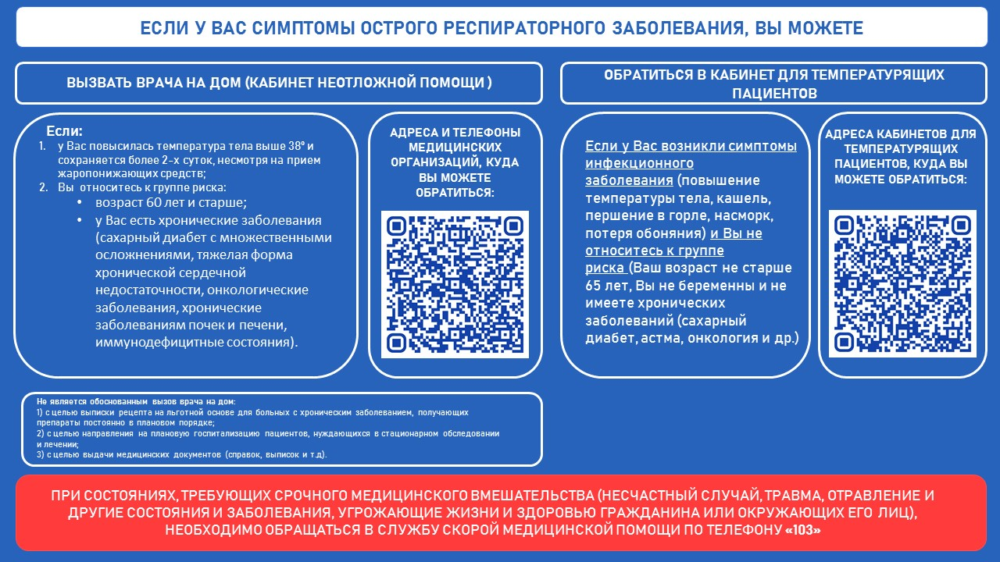 ЕСЛИ У ВАС СИМПТОМЫ ОСТРОГО РЕСПИРАТОРНОГО ЗАБОЛЕВАНИЯ, ВЫ МОЖЕТЕ
ВЫЗВАТЬ ВРАЧА НА ДОМ (КАБИНЕТ НЕОТЛОЖНОЙ ПОМОЩИ )
Если:
1. у Вас повысилась температура тела выше 38º и
сохраняется более 2-х суток, несмотря на прием
жаропонижающих средств;
2. Вы относитесь к группе риска:
• возраст 60 лет и старше;
• у Вас есть хронические заболевания
(сахарный диабет с множественными
осложнениями, тяжелая форма
хронической сердечной
недостаточности, онкологические
заболевания, хронические
заболеваниям почек и печени,
иммунодефицитные состояния).
АДРЕСА И ТЕЛЕФОНЫ
МЕДИЦИНСКИХ
ОРГАНИЗАЦИЙ, КУДА
ВЫ МОЖЕТЕ
ОБРАТИТЬСЯ:
Не является обоснованным вызов врача на дом:
1) с целью выписки рецепта на льготной основе для больных с хроническим заболеванием, получающих
препараты постоянно в плановом порядке;
2) с целью направления на плановую госпитализацию пациентов, нуждающихся в стационарном обследовании
и лечении;
3) с целью выдачи медицинских документов (справок, выписок и т.д).
ОБРАТИТЬСЯ В КАБИНЕТ ДЛЯ ТЕМПЕРАТУРЯЩИХ
ПАЦИЕНТОВ
Если у Вас возникли симптомы
инфекционного
заболевания (повышение
температуры тела, кашель,
першение в горле, насморк,
потеря обоняния) и Вы не
относитесь к группе
риска (Ваш возраст не старше
65 лет, Вы не беременны и не
имеете хронических
заболеваний (сахарный
диабет, астма, онкология и др.)
АДРЕСА КАБИНЕТОВ ДЛЯ
ТЕМПЕРАТУРЯЩИХ
ПАЦИЕНТОВ, КУДА ВЫ
МОЖЕТЕ ОБРАТИТЬСЯ:
ПРИ СОСТОЯНИЯХ, ТРЕБУЮЩИХ СРОЧНОГО МЕДИЦИНСКОГО ВМЕШАТЕЛЬСТВА (НЕСЧАСТНЫЙ СЛУЧАЙ, ТРАВМА, ОТРАВЛЕНИЕ И
ДРУГИЕ СОСТОЯНИЯ И ЗАБОЛЕВАНИЯ, УГРОЖАЮЩИЕ ЖИЗНИ И ЗДОРОВЬЮ ГРАЖДАНИНА ИЛИ ОКРУЖАЮЩИХ ЕГО ЛИЦ),
НЕОБХОДИМО ОБРАЩАТЬСЯ В СЛУЖБУ СКОРОЙ МЕДИЦИНСКОЙ ПОМОЩИ ПО ТЕЛЕФОНУ «103»